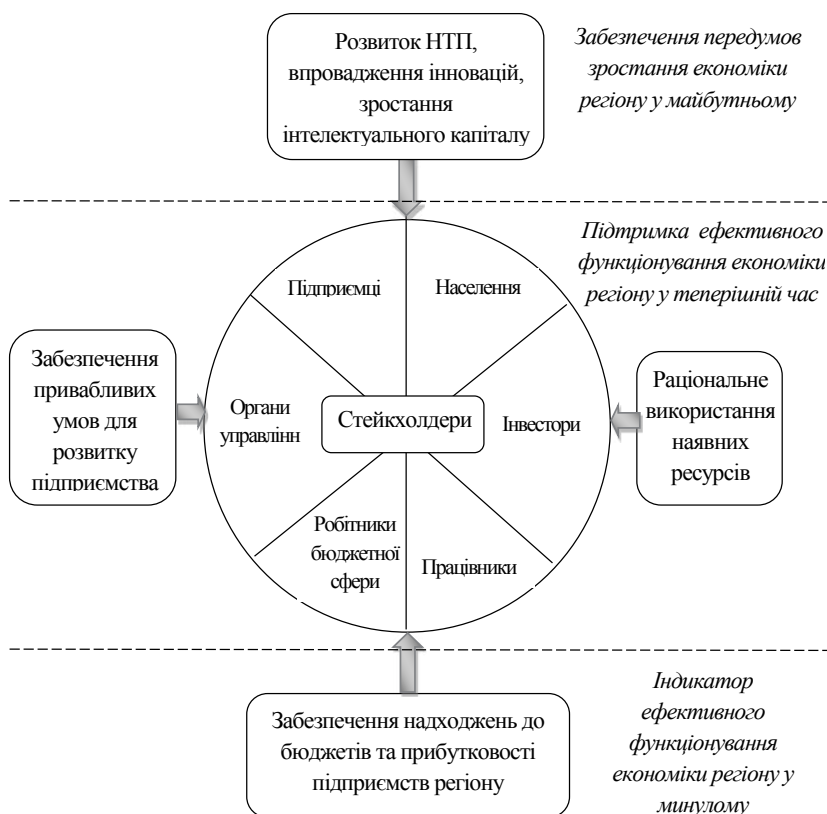 Розвиток НТП,
впровадження інновацій,
зростання
інтелектуального капіталу
Забезпечення передумов
зростання економіки
регіону у майбутньому
Підтримка ефективного
функціонування економіки
регіону у теперішній час
Підприємці
Населення
Забезпечення
привабливих
умов для
розвитку
підприємства
Органи
управлінн
Стейкхолдери
Інвестори
Раціональне
використання
наявних
ресурсів
Робітники
бюджетної
сфери
Працівники
Забезпечення надходжень до
бюджетів та прибутковості
підприємств регіону
Індикатор
ефективного
функціонування
економіки регіону у
минулому